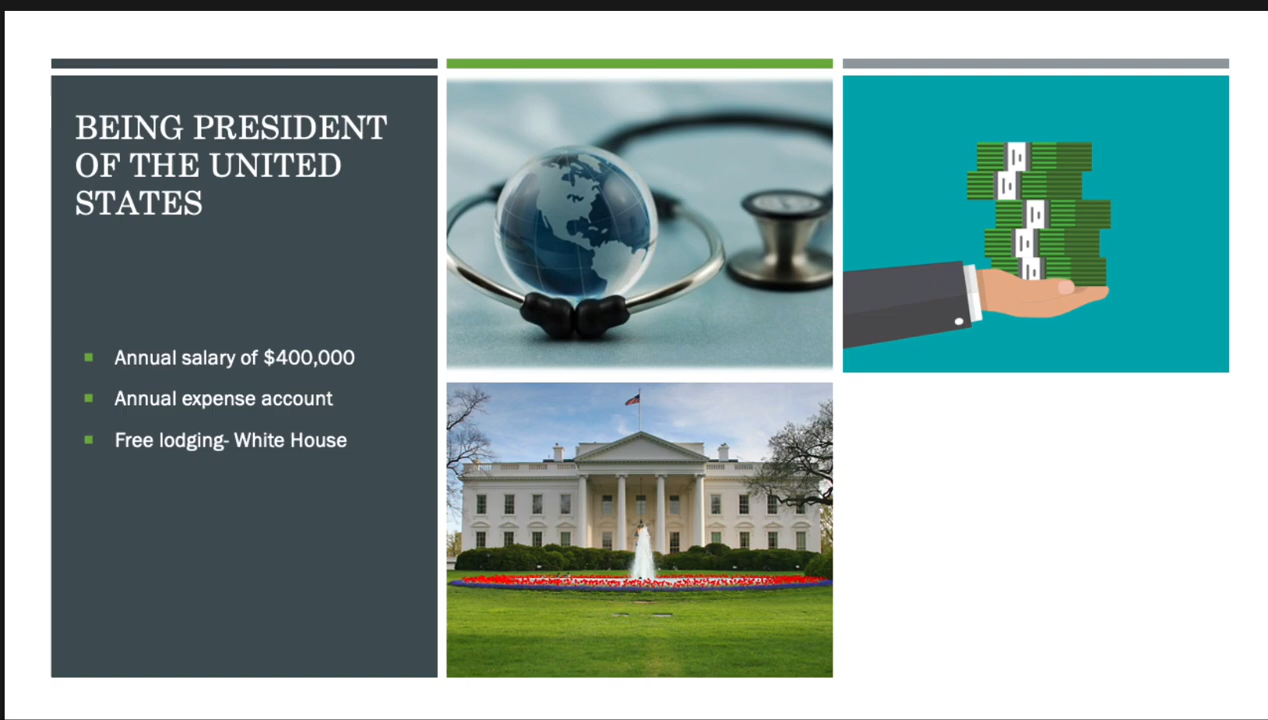 BEING PRESIDENT
OF THE UNITED
STATES
Annual salary of $400,000
Annual expense account
Free lodging- White House